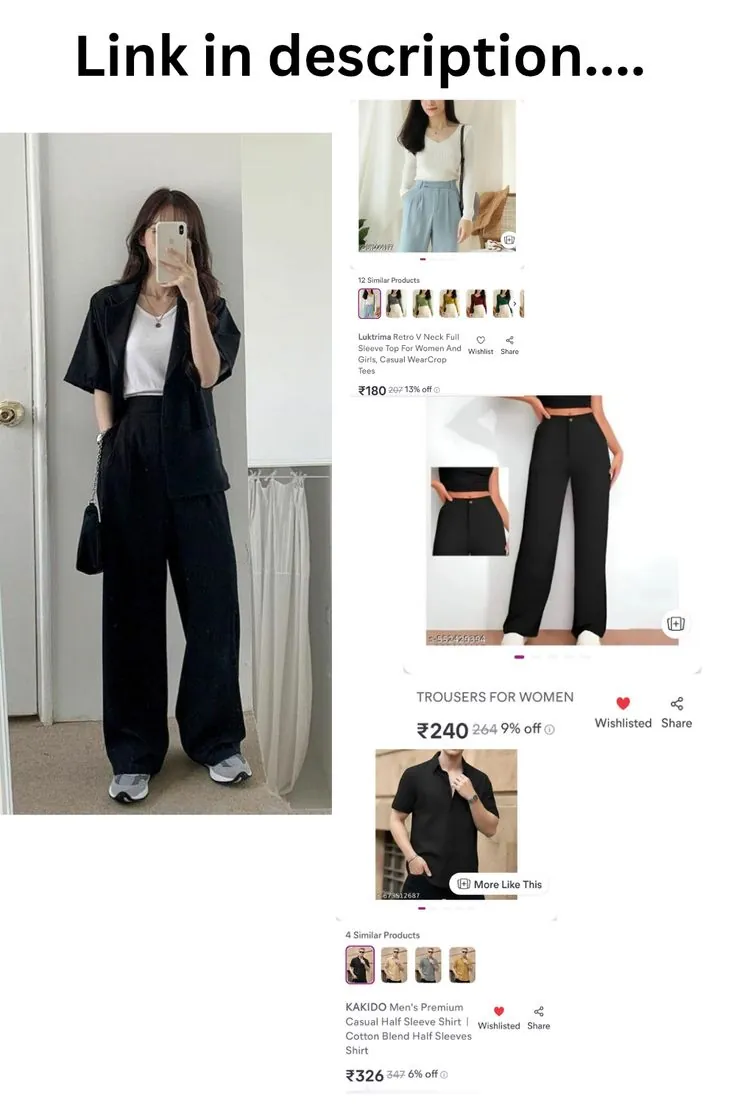 Link in description....
12 Similar Products
Luktrima Retro V Neck Full
Sleeve Top For Women And
Girls, Casual WearCrop
Tees
Wishlist Share
₹180 207 13% off
s-552425394
TROUSERS FOR WOMEN
Wishlisted Share
₹240 264 9% off
More Like This
4 Similar Products
KAKIDO Men's Premium
Casual Half Sleeve Shirt |
Cotton Blend Half Sleeves
Shirt
Wishlisted Share
₹326 347 6% off